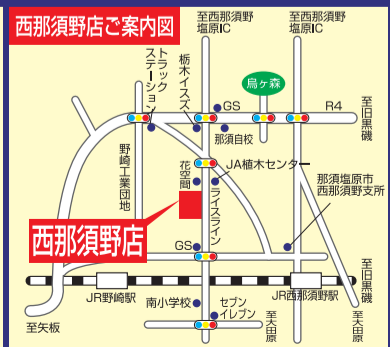 西那須野店ご案内図
至西那須野
塩原IC
至西那須野
塩原IC
トラック
ステーション
栃木イスズ
GS
烏ヶ森
R4
至旧黒磯
那須自校
野崎工業団地
花空間
JA植木センター
ライスライン
那須塩原市
西那須野支所
西那須野店
GS
至旧黒磯
JR野崎駅
JR西那須野駅
南小学校
セブン
イレブン
至矢板
至大田原
至大田原